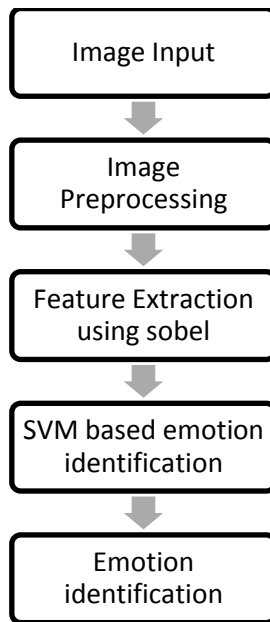 Image Input
Image
Preprocessing
Feature Extraction
using sobel
SVM based emotion
identification
Emotion
identification